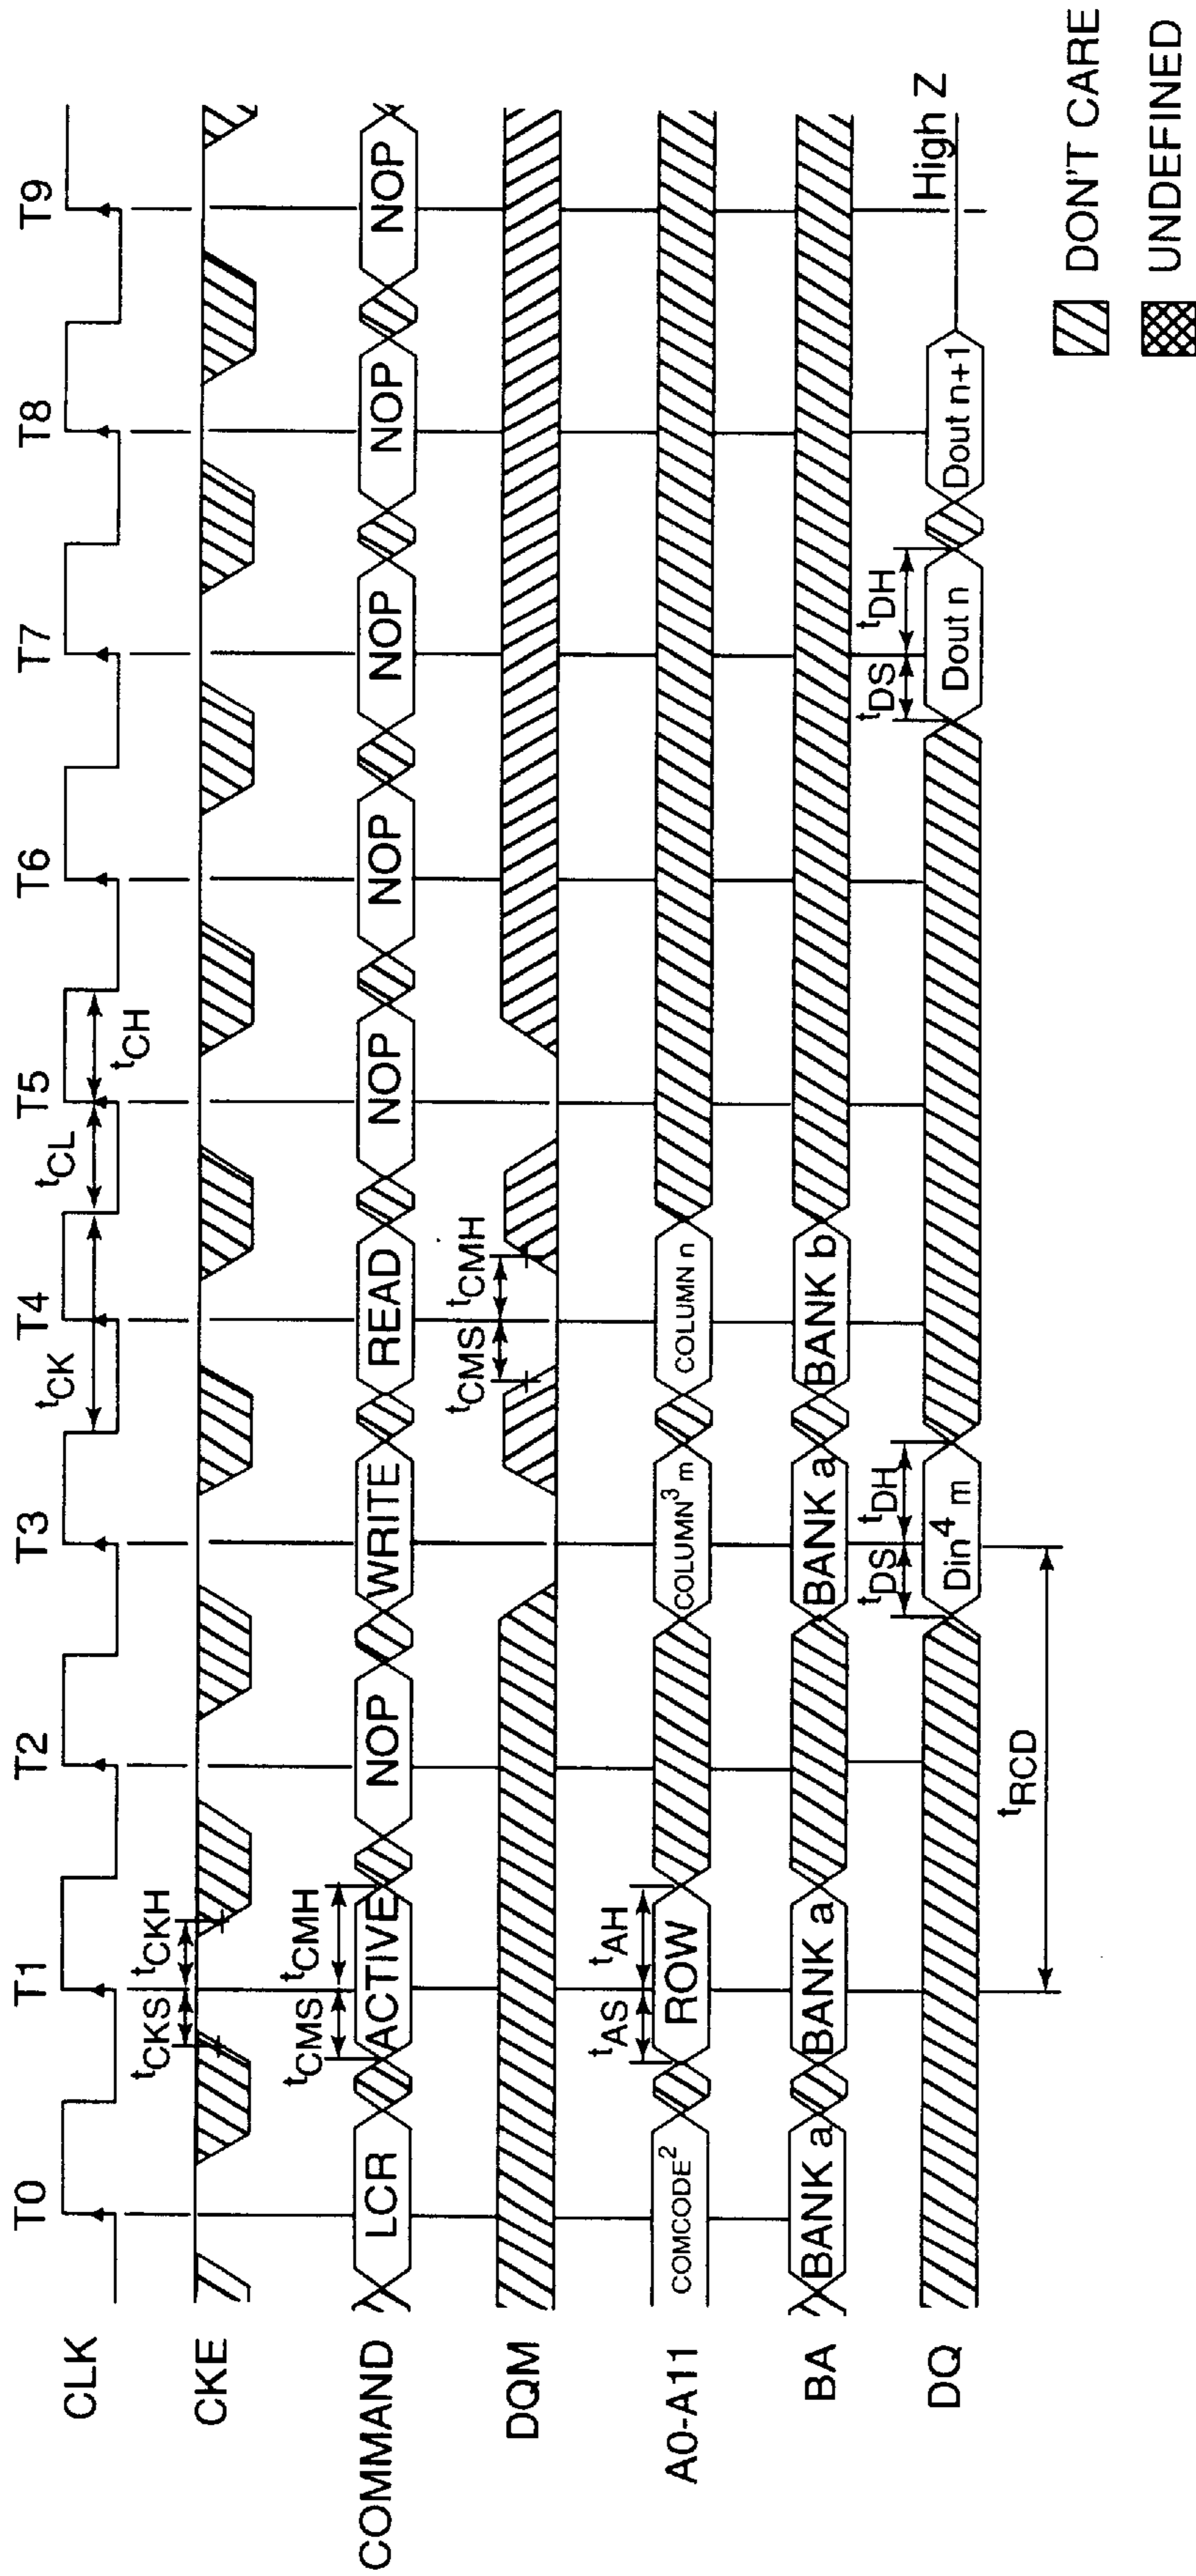 T0 T1 T2 T3 T4 T5 T6 T7 T8 T9
CLK
tCK tCL tCH
CKE
tCKS tCKH
COMMAND LCR ACTIVE NOP WRITE READ NOP NOP NOP NOP NOP
tCMS tCMH
DQM
tCMS tCMH
A0-A11 COMCODE² ROW COLUMN³ m COLUMN n
tAS tAH
BA BANK a BANK a BANK a BANK b
DQ Din⁴ m Dout n Dout n+1 High Z
tDS tDH tDS tDH
tRCD
DON'T CARE
UNDEFINED